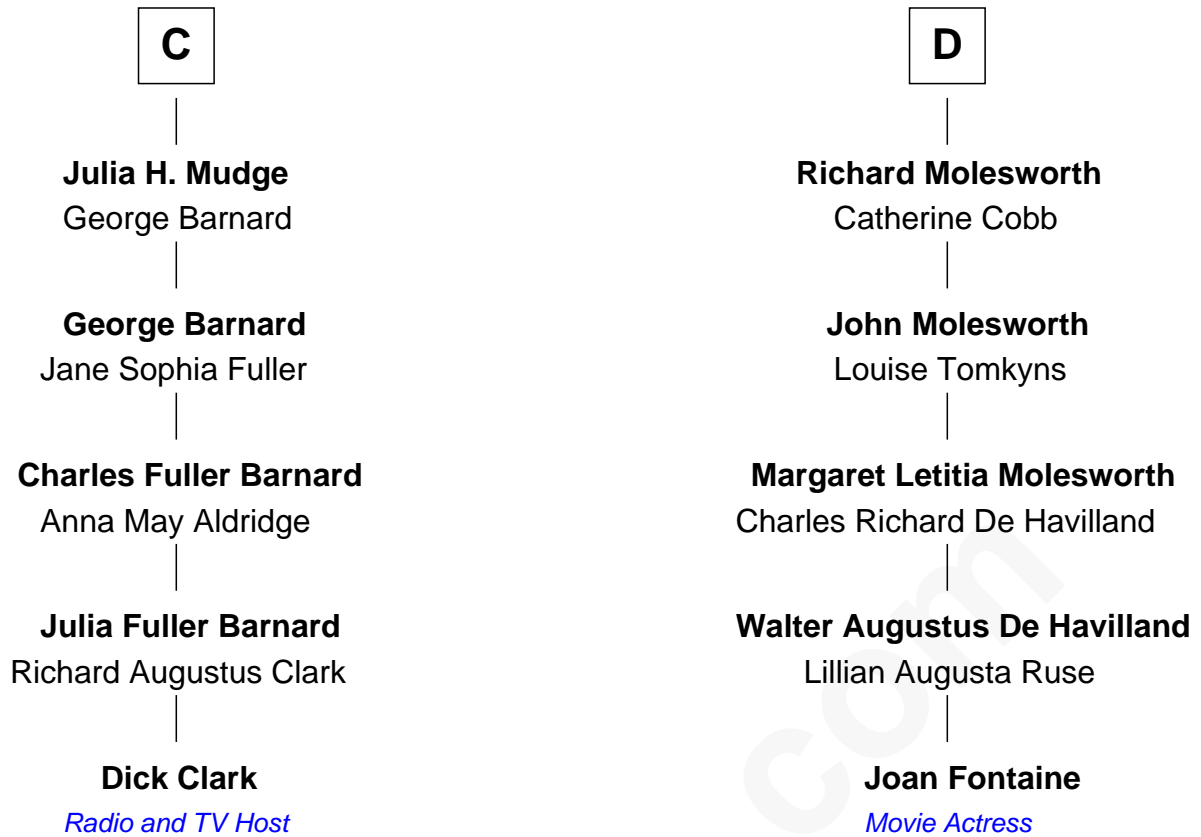 C
Julia H. Mudge
George Barnard
George Barnard
Jane Sophia Fuller
Charles Fuller Barnard
Anna May Aldridge
Julia Fuller Barnard
Richard Augustus Clark
Dick Clark
Radio and TV Host
D
Richard Molesworth
Catherine Cobb
John Molesworth
Louise Tomkyns
Margaret Letitia Molesworth
Charles Richard De Havilland
Walter Augustus De Havilland
Lillian Augusta Ruse
Joan Fontaine
Movie Actress
com